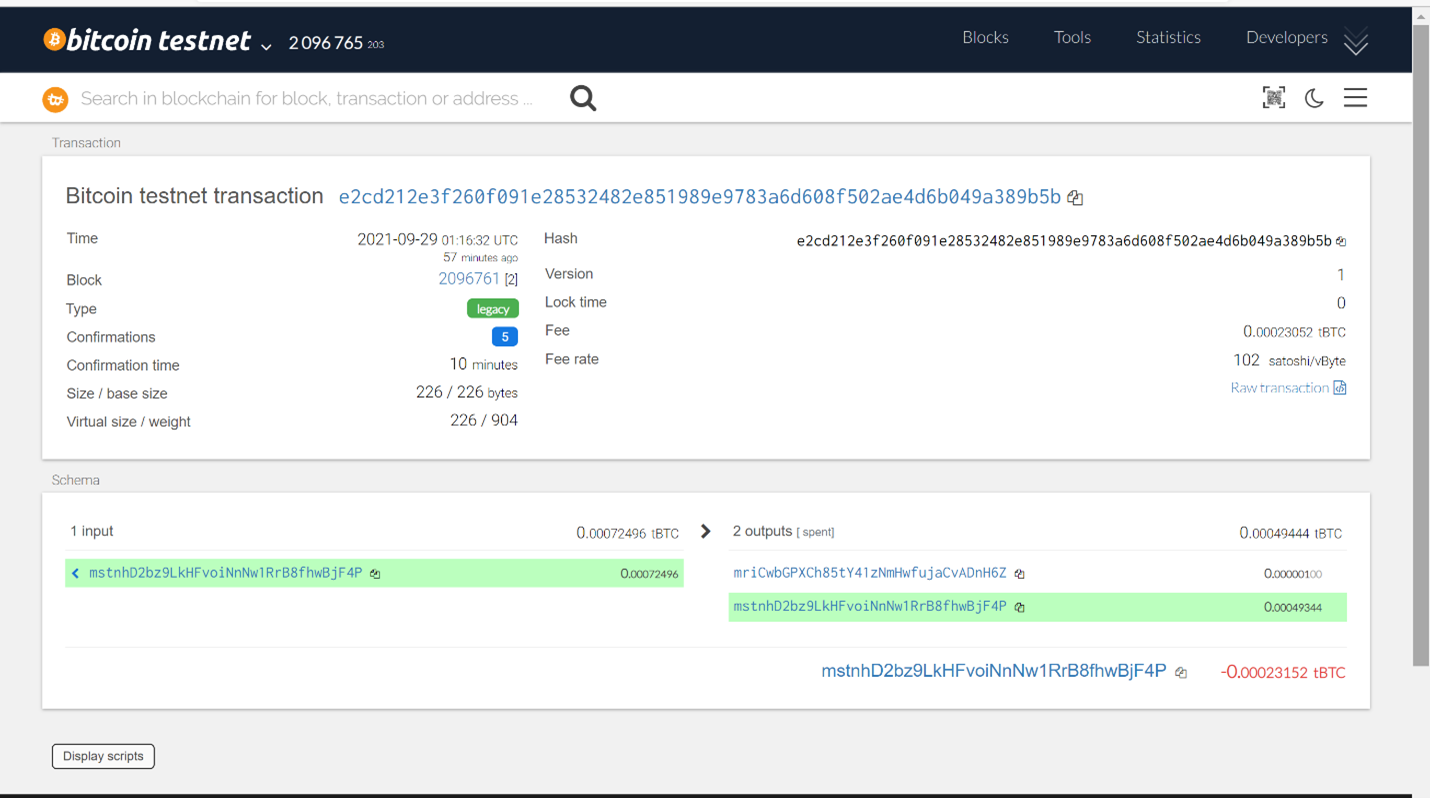 bitcoin testnet 2 096 765 203 Blocks Tools Statistics Developers
Search in blockchain for block, transaction or address ...
Transaction
Bitcoin testnet transaction e2cd212e3f260f091e28532482e851989e9783a6d608f502ae4d6b049a389b5b
Time 2021-09-29 01:16:32 UTC
57 minutes ago
Block 2096761 [2]
Type legacy
Confirmations 5
Confirmation time 10 minutes
Size / base size 226 / 226 bytes
Virtual size / weight 226 / 904
Hash e2cd212e3f260f091e28532482e851989e9783a6d608f502ae4d6b049a389b5b
Version 1
Lock time 0
Fee 0.00023052 tBTC
Fee rate 102 satoshi/vByte
Raw transaction
Schema
1 input 0.00072496 tBTC
mstnhD2bz9LkHFvoiNnNw1RrB8fhwBjF4P 0.00072496
2 outputs [ spent] 0.00049444 tBTC
mriCwbGPXCh85tY41zNmHwfujaCvADnH6Z 0.00000100
mstnhD2bz9LkHFvoiNnNw1RrB8fhwBjF4P 0.00049344
mstnhD2bz9LkHFvoiNnNw1RrB8fhwBjF4P -0.00023152 tBTC
Display scripts